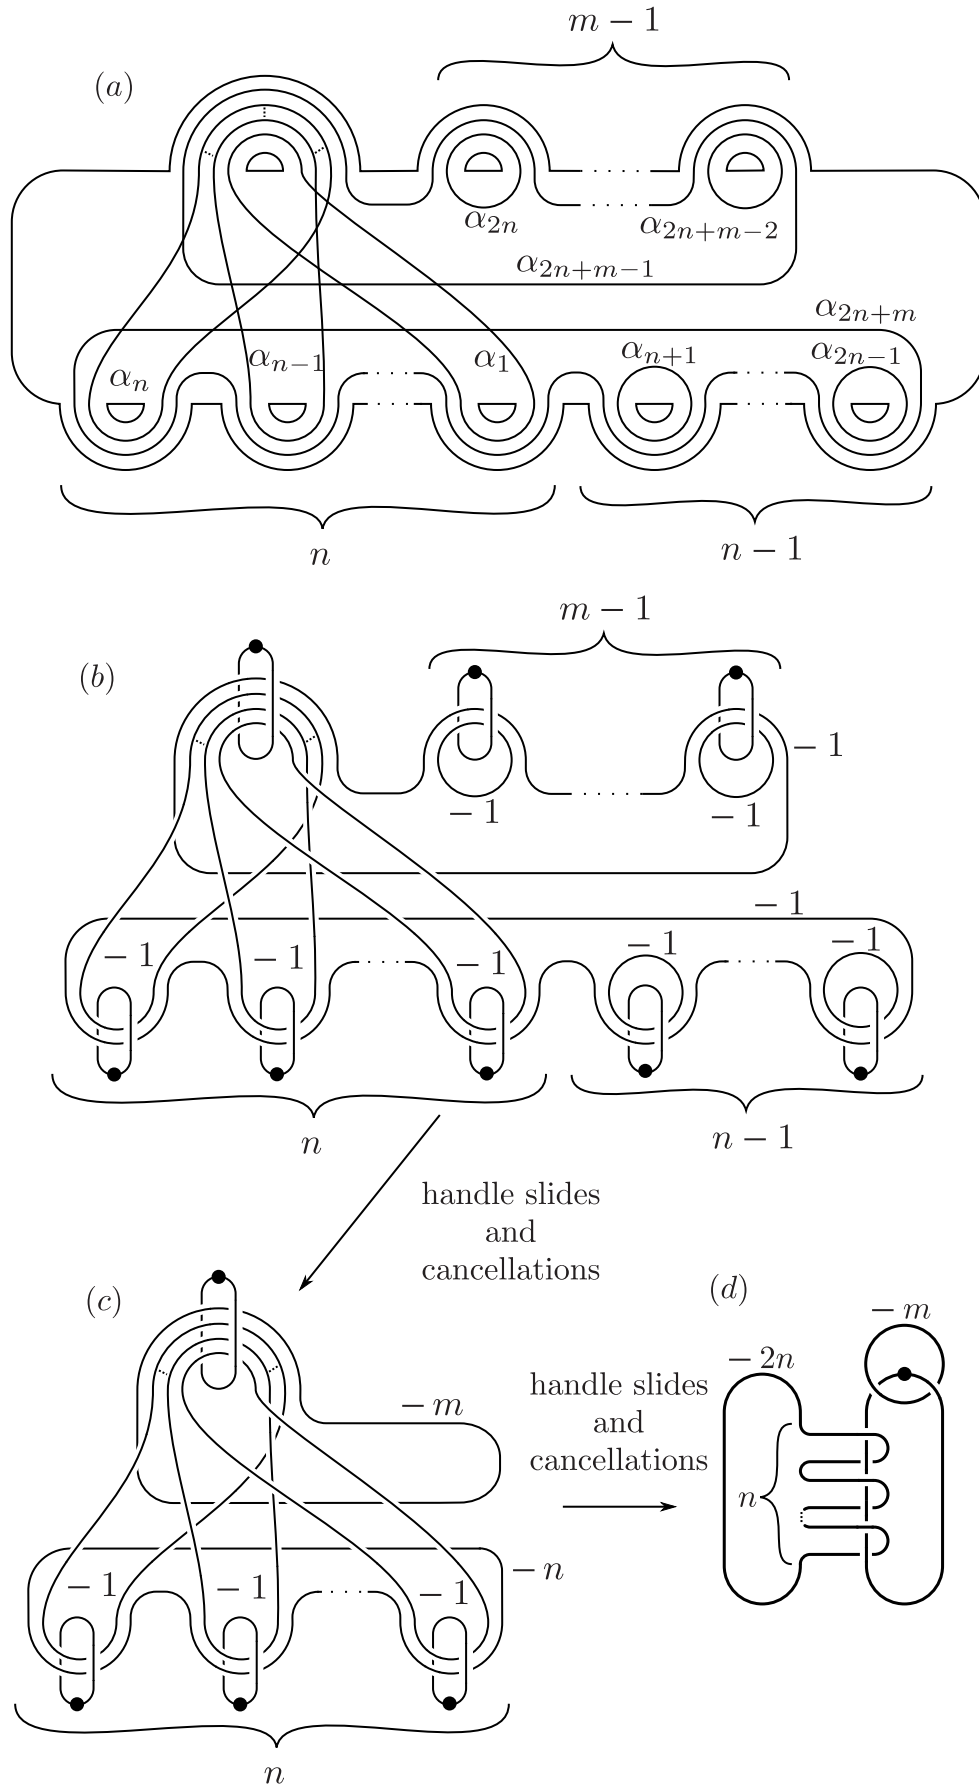 m − 1
(a)
α₂ₙ
α₂ₙ₊ₘ₋₂
α₂ₙ₊ₘ₋₁
α₂ₙ₊ₘ
αₙ
αₙ₋₁
α₁
αₙ₊₁
α₂ₙ₋₁
n
n − 1
m − 1
(b)
− 1
− 1
− 1
− 1
− 1
− 1
− 1
− 1
− 1
n
n − 1
handle slides
and
cancellations
(c)
− m
− n
− 1
− 1
− 1
n
handle slides
and
cancellations
(d)
− m
− 2n
n